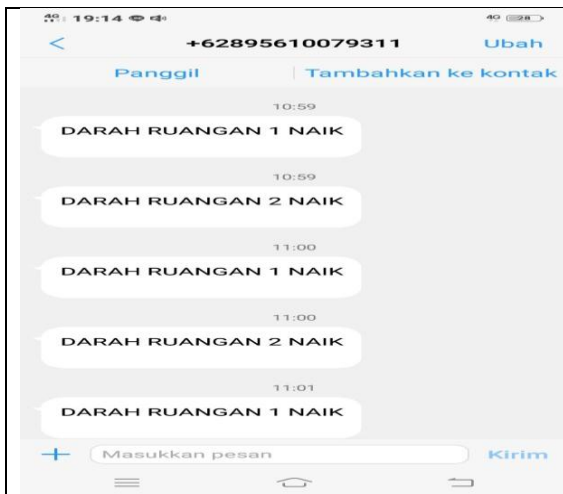 19:14
28
< +62895610079311 Ubah
Panggil Tambahkan ke kontak
10:59
DARAH RUANGAN 1 NAIK
10:59
DARAH RUANGAN 2 NAIK
11:00
DARAH RUANGAN 1 NAIK
11:00
DARAH RUANGAN 2 NAIK
11:01
DARAH RUANGAN 1 NAIK
+ Masukkan pesan Kirim